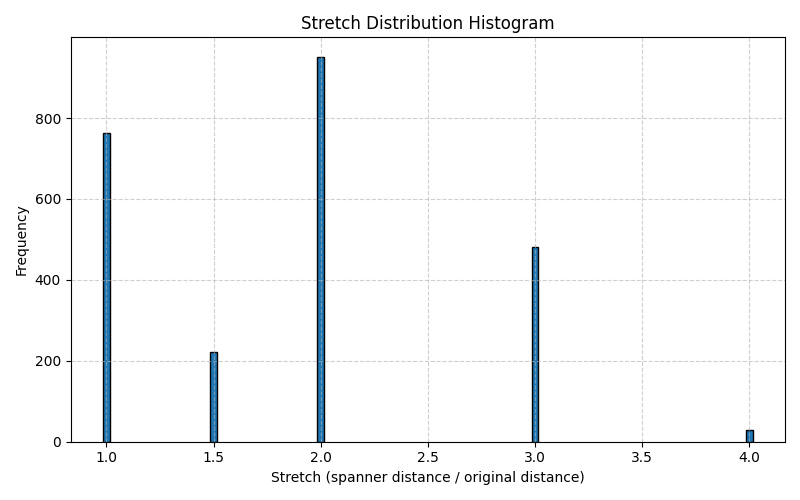 Stretch Distribution Histogram
Frequency
800
600
400
200
0
1.0 1.5 2.0 2.5 3.0 3.5 4.0
Stretch (spanner distance / original distance)